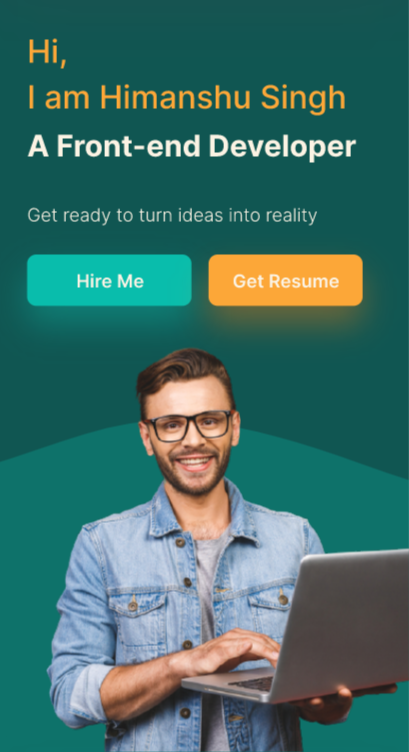 Hi,
I am Himanshu Singh
A Front-end Developer
Get ready to turn ideas into reality
Hire Me
Get Resume